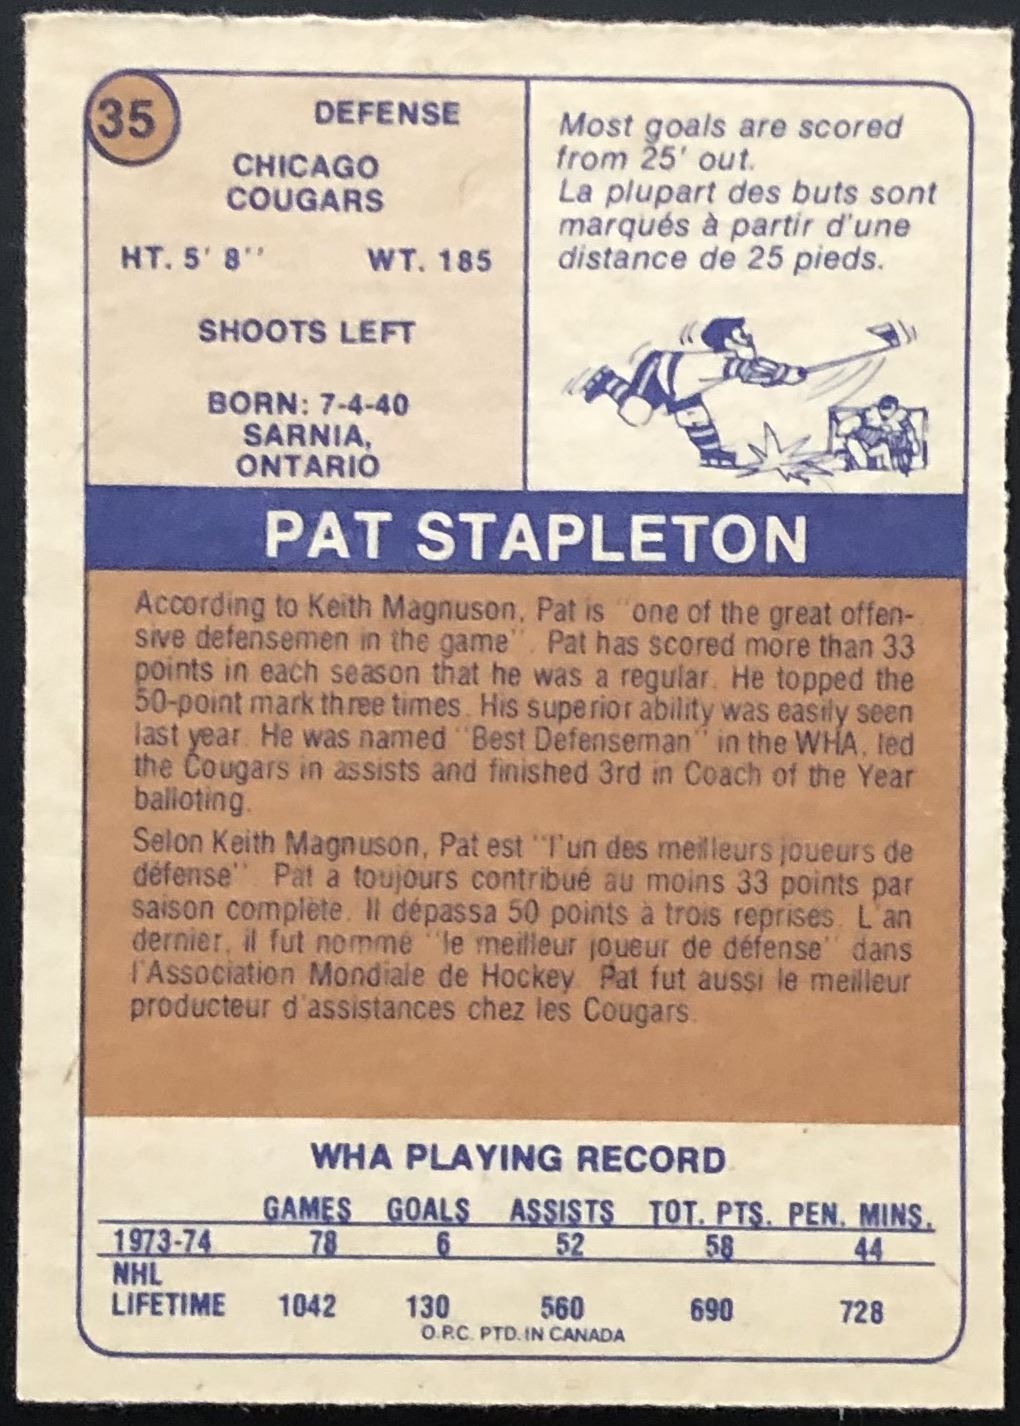 35
DEFENSE
CHICAGO
COUGARS
HT. 5' 8'' WT. 185
SHOOTS LEFT
BORN: 7-4-40
SARNIA,
ONTARIO
Most goals are scored
from 25' out.
La plupart des buts sont
marqués à partir d'une
distance de 25 pieds.
PAT STAPLETON
According to Keith Magnuson, Pat is "one of the great offen-
sive defensemen in the game". Pat has scored more than 33
points in each season that he was a regular. He topped the
50-point mark three times. His superior ability was easily seen
last year. He was named "Best Defenseman" in the WHA, led
the Cougars in assists and finished 3rd in Coach of the Year
balloting.
Selon Keith Magnuson, Pat est "l'un des meilleurs joueurs de
défense". Pat a toujours contribué au moins 33 points par
saison complète. Il dépassa 50 points à trois reprises. L'an
dernier, il fut nommé "le meilleur joueur de défense" dans
l'Association Mondiale de Hockey. Pat fut aussi le meilleur
producteur d'assistances chez les Cougars.
WHA PLAYING RECORD
GAMES GOALS ASSISTS TOT. PTS. PEN. MINS.
1973-74 78 6 52 58 44
NHL
LIFETIME 1042 130 560 690 728
O.P.C. PTD. IN CANADA